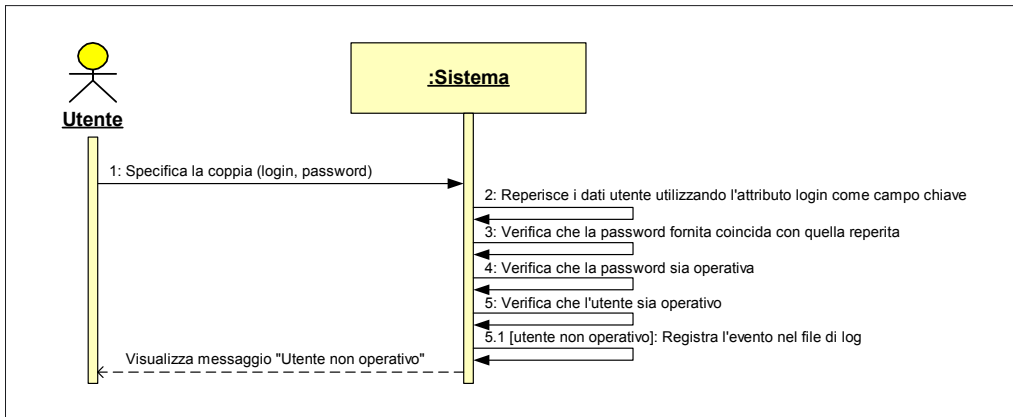 :Sistema
Utente
1: Specifica la coppia (login, password)
2: Reperisce i dati utente utilizzando l'attributo login come campo chiave
3: Verifica che la password fornita coincida con quella reperita
4: Verifica che la password sia operativa
5: Verifica che l'utente sia operativo
5.1 [utente non operativo]: Registra l'evento nel file di log
Visualizza messaggio "Utente non operativo"